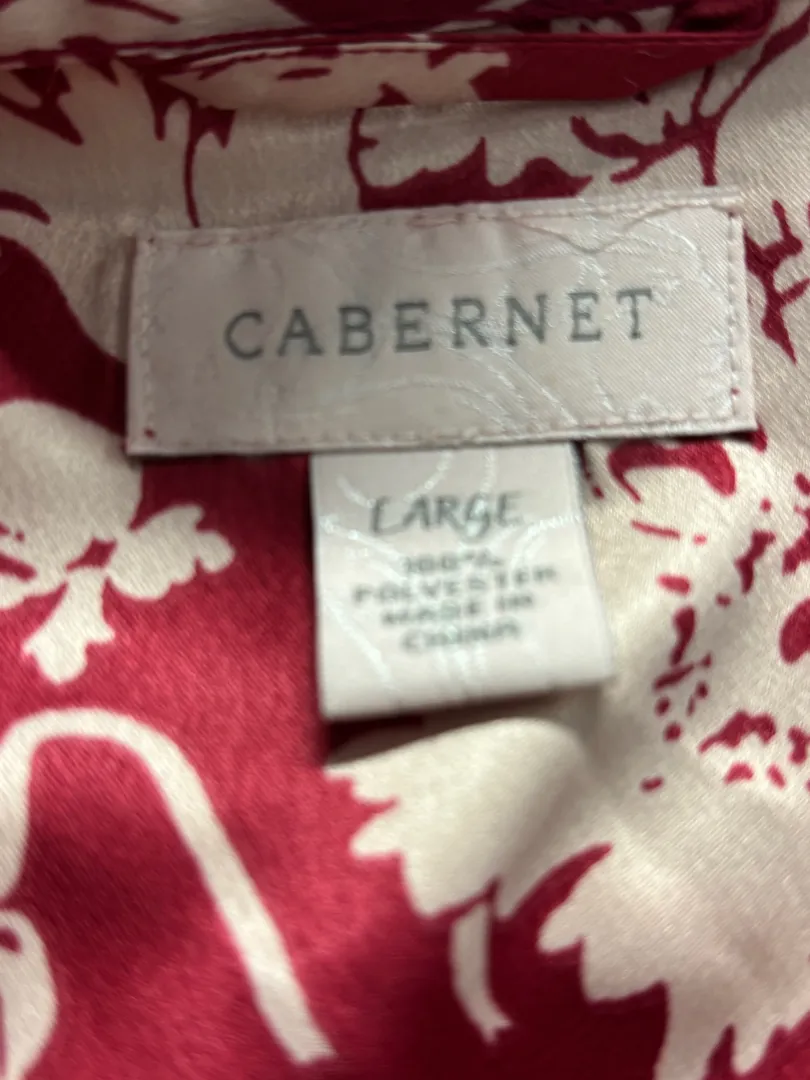 CABERNET
LARGE
100%
POLYESTER
MADE IN
CHINA